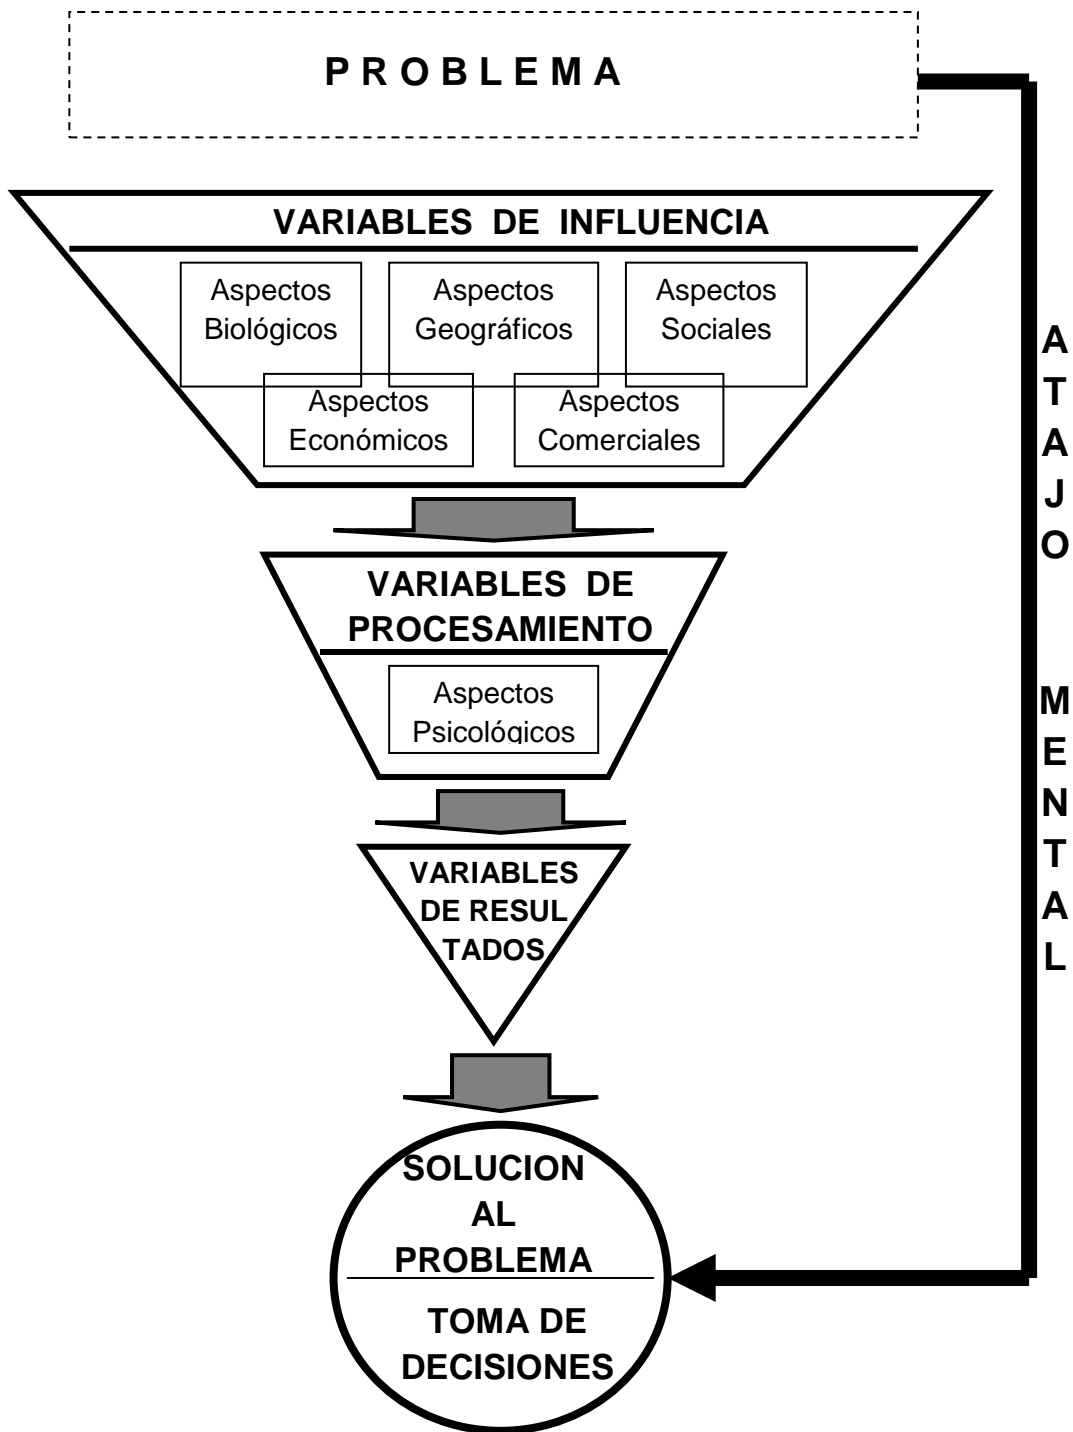 P R O B L E M A
VARIABLES DE INFLUENCIA
Aspectos
Biológicos
Aspectos
Geográficos
Aspectos
Sociales
Aspectos
Económicos
Aspectos
Comerciales
VARIABLES DE
PROCESAMIENTO
Aspectos
Psicológicos
VARIABLES
DE RESUL
TADOS
SOLUCION
AL
PROBLEMA
TOMA DE
DECISIONES
A
T
A
J
O
M
E
N
T
A
L